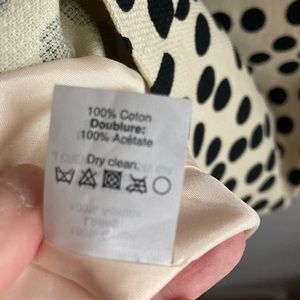 100% Coton
Doublure:
100% Acétate
Dry clean.